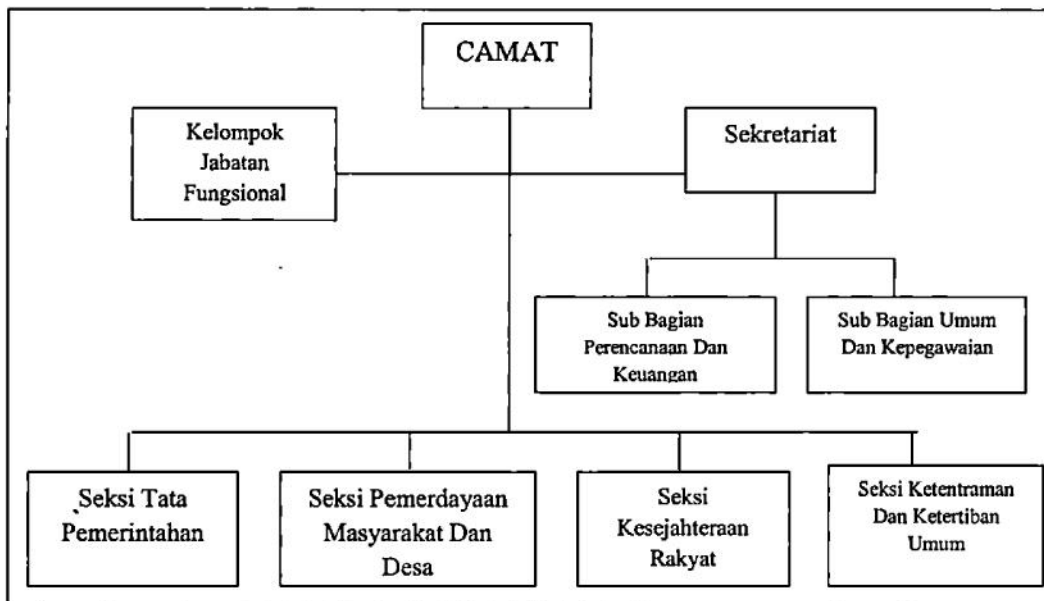 CAMAT
Kelompok
Jabatan
Fungsional
Sekretariat
Sub Bagian
Perencanaan Dan
Keuangan
Sub Bagian Umum
Dan Kepegawaian
Seksi Tata
Pemerintahan
Seksi Pemerdayaan
Masyarakat Dan
Desa
Seksi
Kesejahteraan
Rakyat
Seksi Ketentraman
Dan Ketertiban
Umum